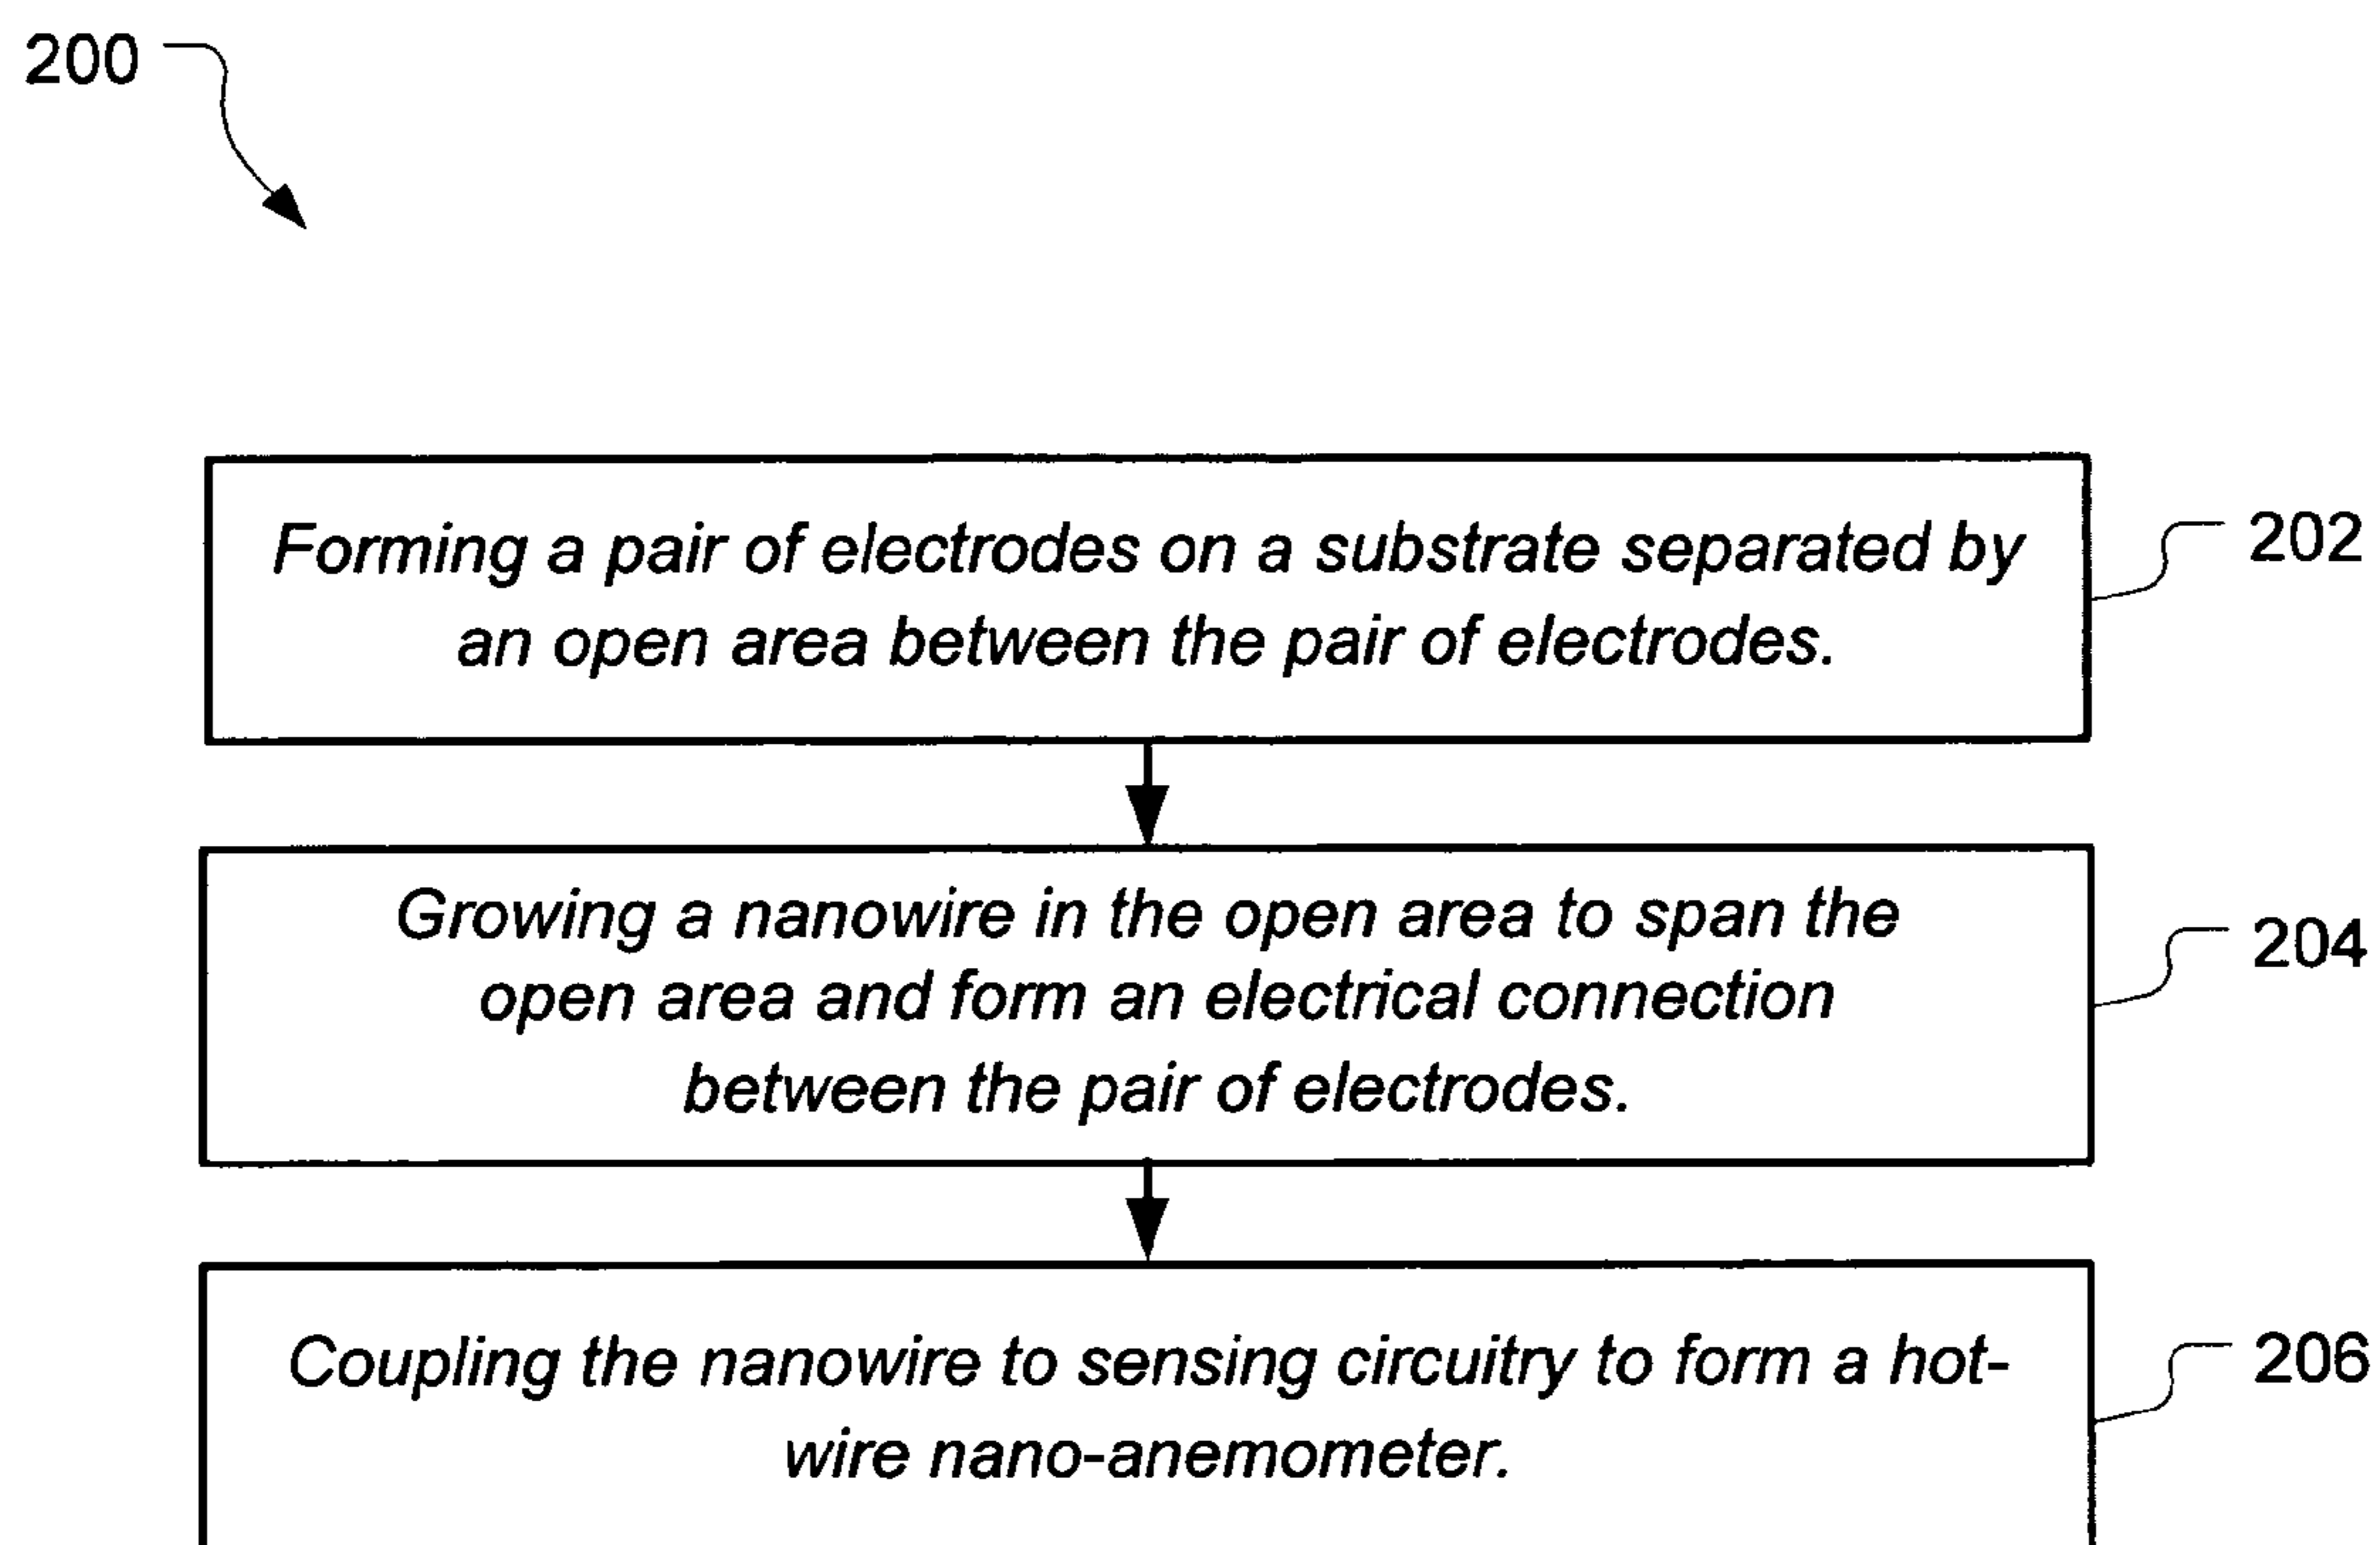 200
Forming a pair of electrodes on a substrate separated by
an open area between the pair of electrodes.
202
Growing a nanowire in the open area to span the
open area and form an electrical connection
between the pair of electrodes.
204
Coupling the nanowire to sensing circuitry to form a hot-
wire nano-anemometer.
206